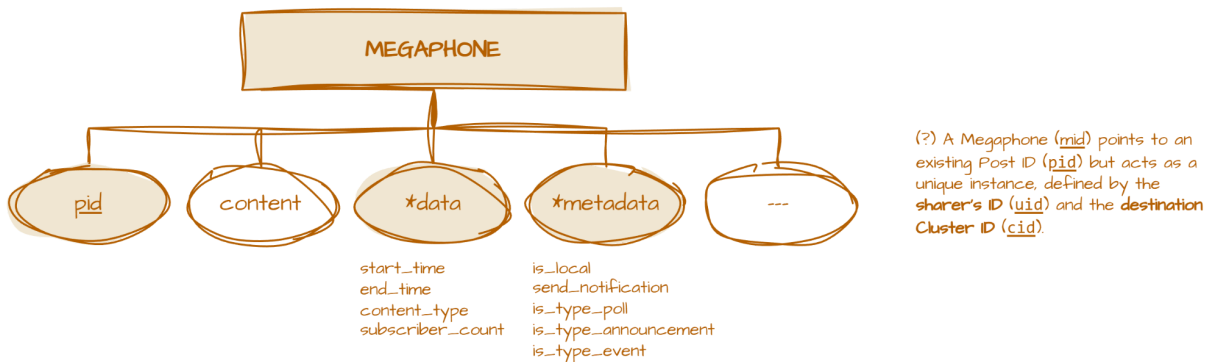 MEGAPHONE
pid
content
*data
*metadata
---
start_time
end_time
content_type
subscriber_count
is_local
send_notification
is_type_poll
is_type_announcement
is_type_event
(?) A Megaphone (mid) points to an
existing Post ID (pid) but acts as a
unique instance, defined by the
sharer's ID (uid) and the destination
Cluster ID (cid).